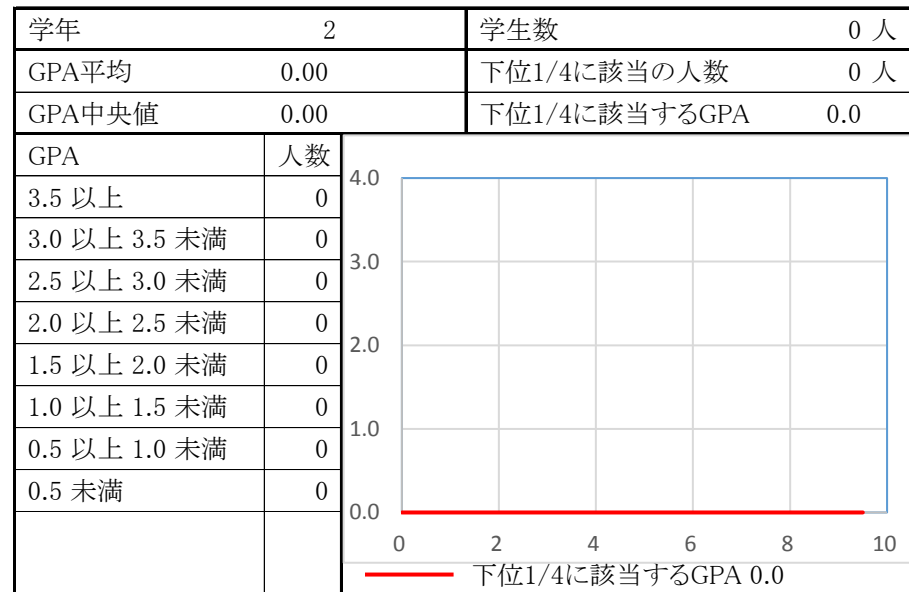 学年 2 学生数 0 人
GPA平均 0.00 下位1/4に該当の人数 0 人
GPA中央値 0.00 下位1/4に該当するGPA 0.0
GPA 人数
3.5 以上 0
3.0 以上 3.5 未満 0
2.5 以上 3.0 未満 0
2.0 以上 2.5 未満 0
1.5 以上 2.0 未満 0
1.0 以上 1.5 未満 0
0.5 以上 1.0 未満 0
0.5 未満 0
4.0
3.0
2.0
1.0
0.0
0 2 4 6 8 10
下位1/4に該当するGPA 0.0